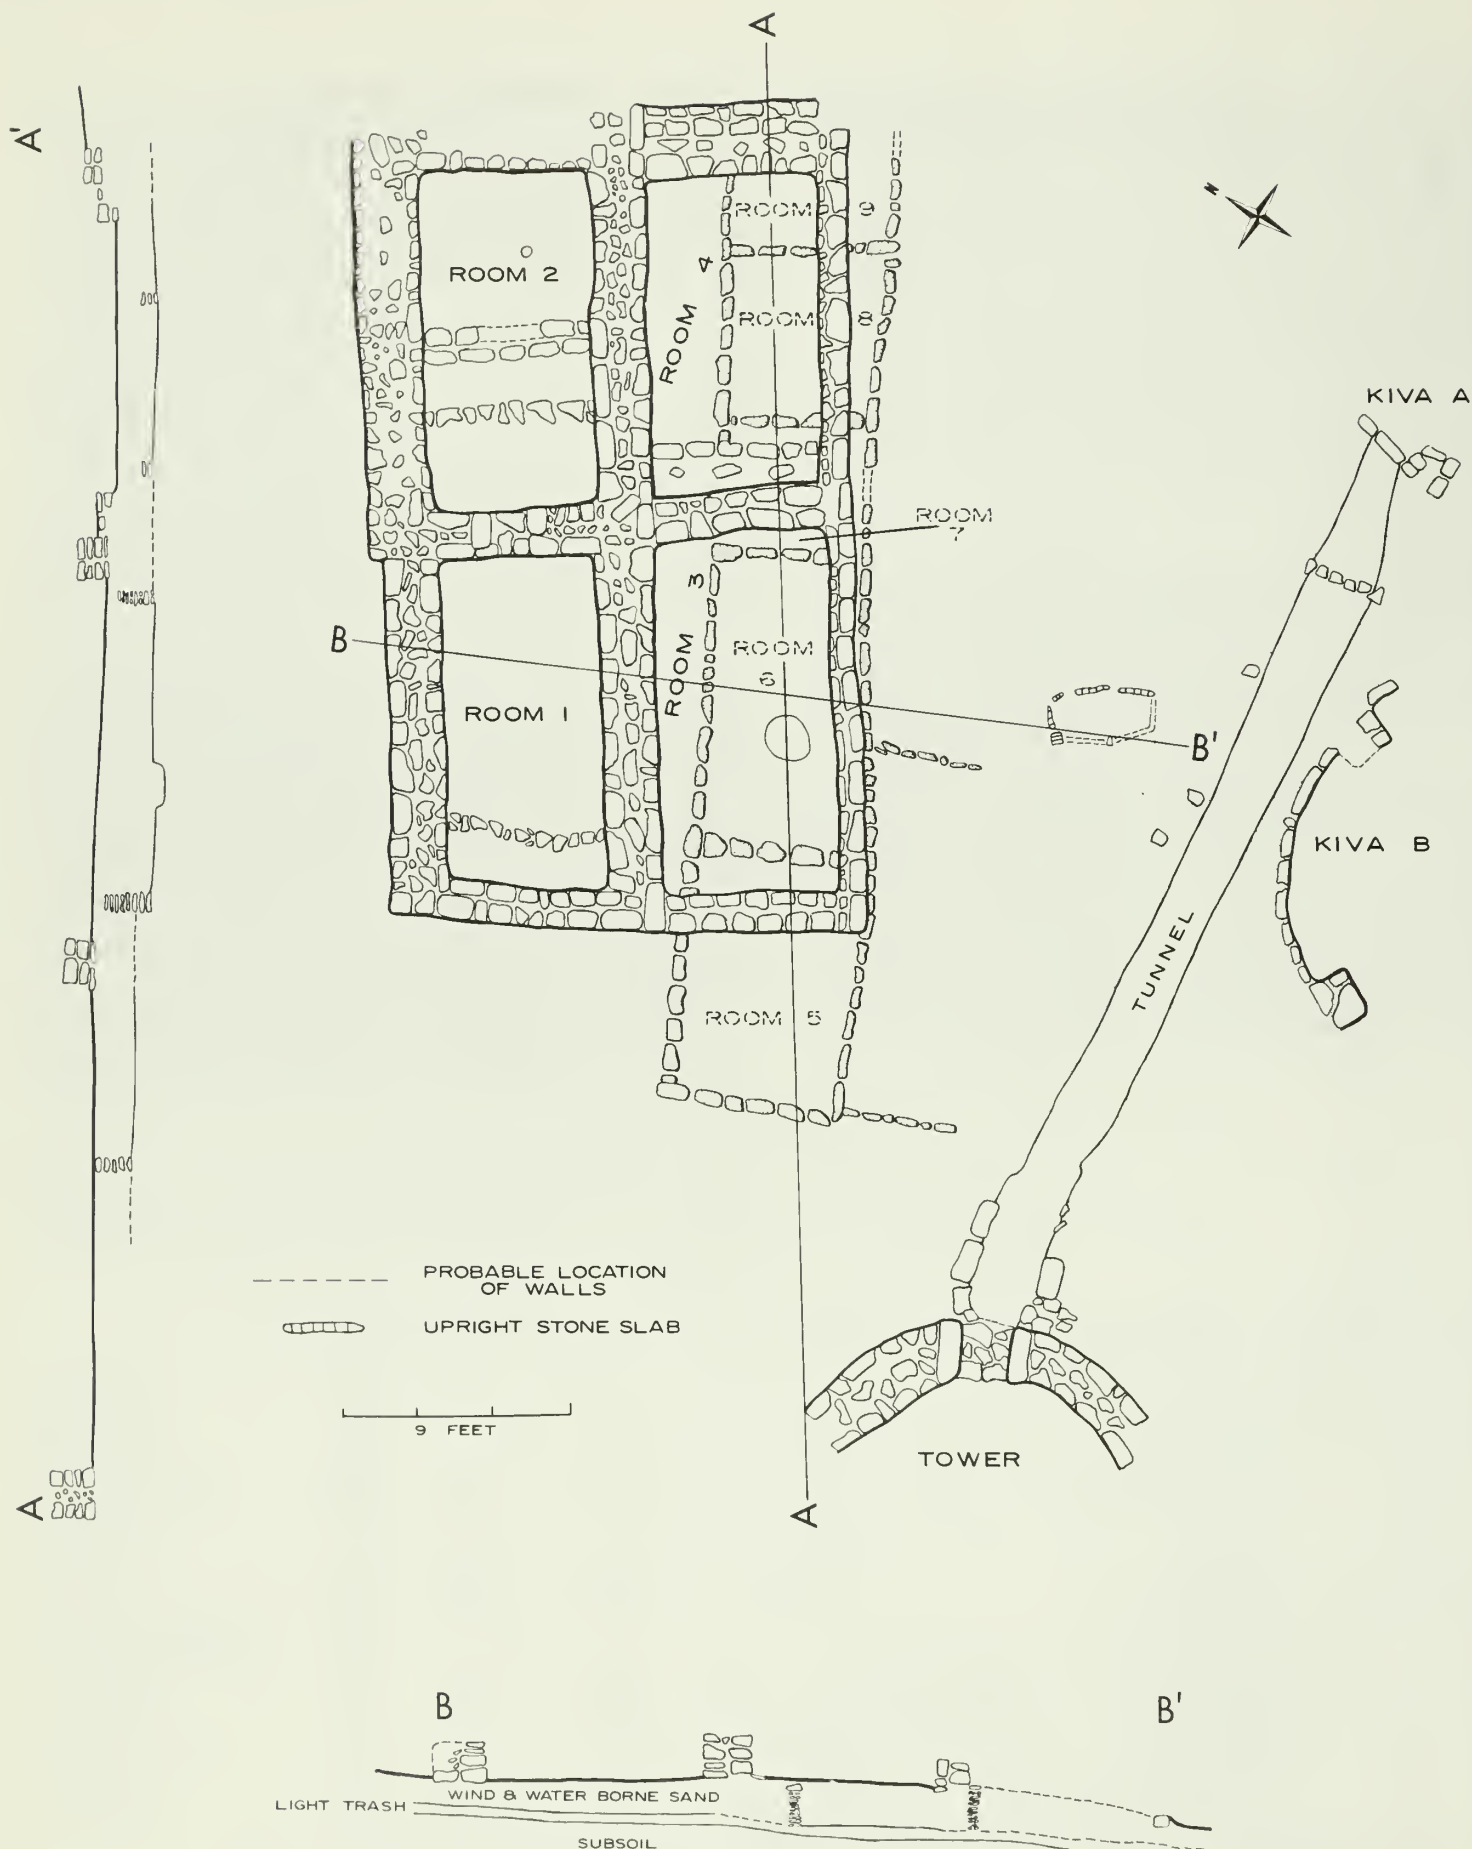 A
A'
N
ROOM 9
ROOM 2
ROOM 4
ROOM 8
KIVA A
ROOM
7
ROOM 3
B
ROOM
6
ROOM 1
B'
KIVA B
TUNNEL
ROOM 5
PROBABLE LOCATION
OF WALLS
UPRIGHT STONE SLAB
9 FEET
TOWER
A
A
B
B'
WIND & WATER BORNE SAND
LIGHT TRASH
SUBSOIL